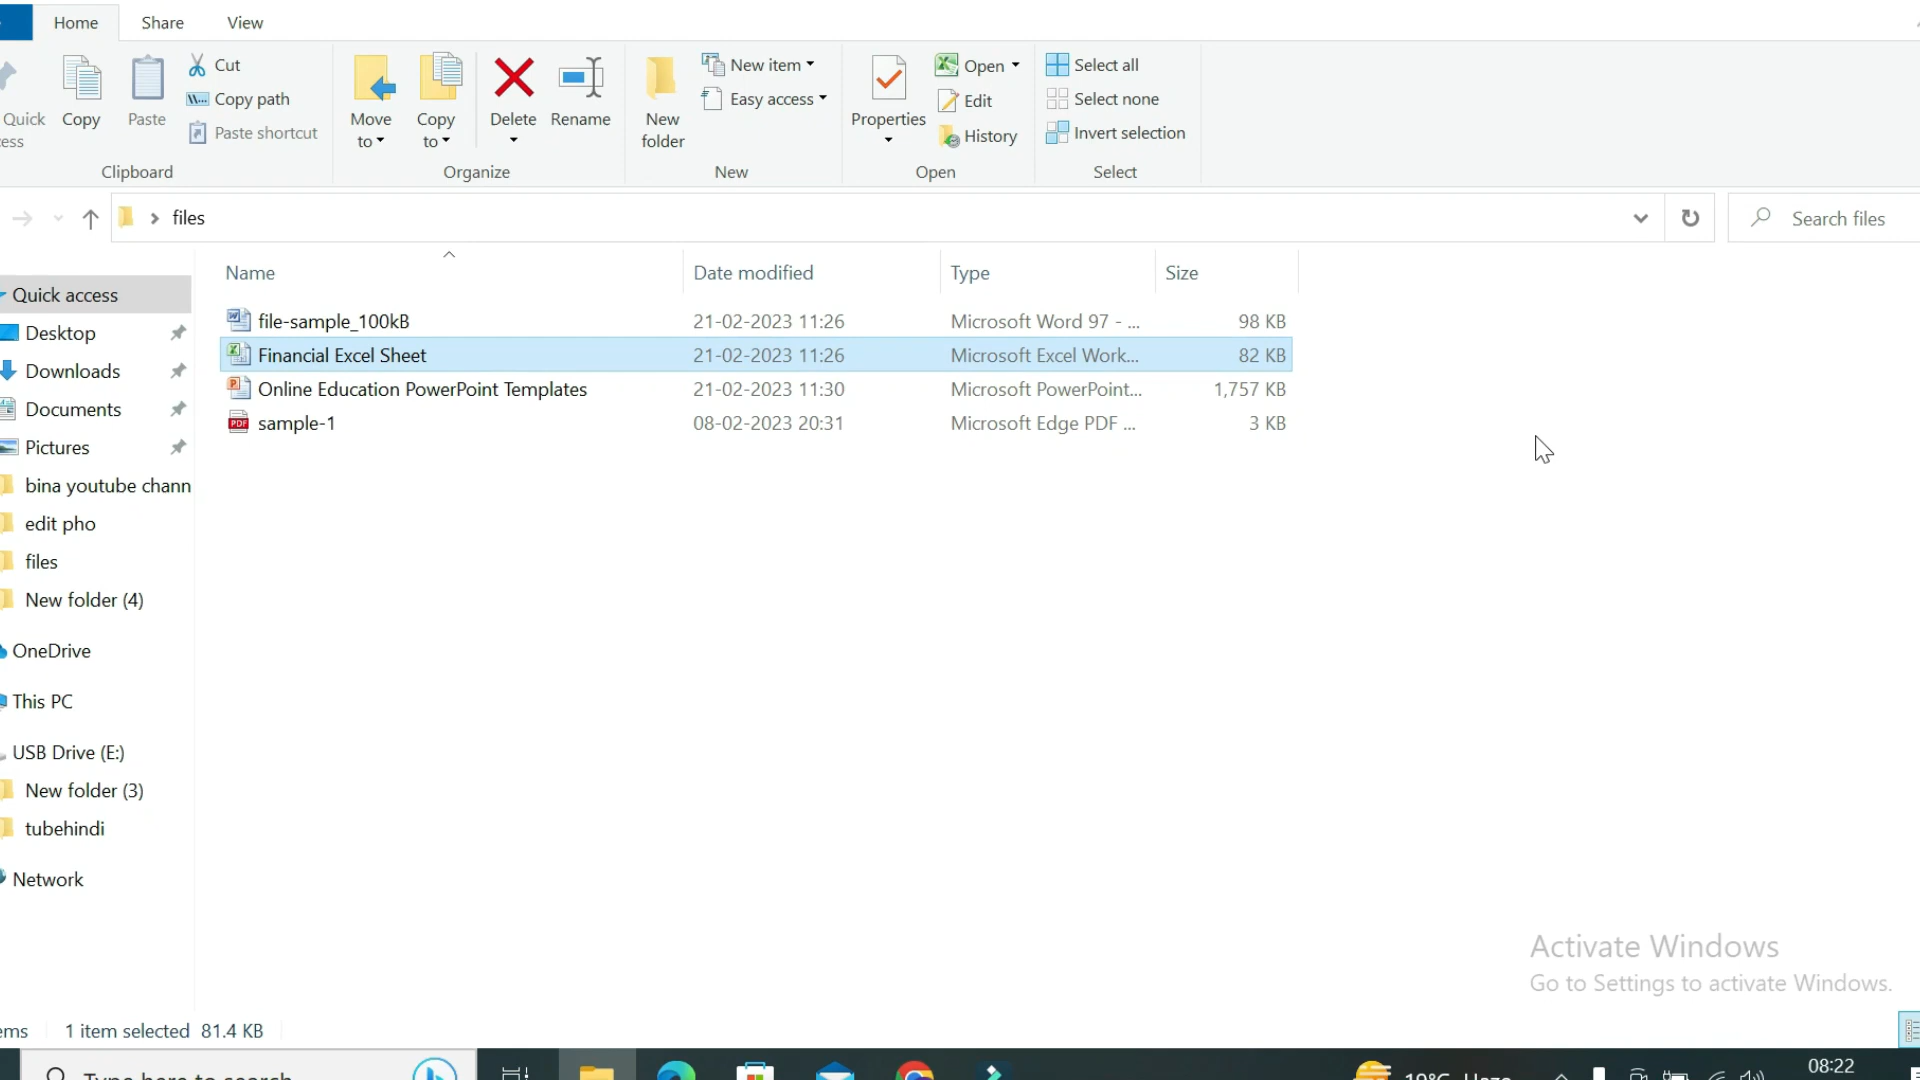 Home Share View
Quick
ess
Copy
Paste
Cut
Copy path
Paste shortcut
Clipboard
Move
to
Copy
to
Delete
Rename
Organize
New
folder
New item
Easy access
New
Properties
Open
Edit
History
Open
Select all
Select none
Invert selection
Select
files
Search files
Name Date modified Type Size
file-sample_100kB 21-02-2023 11:26 Microsoft Word 97 - ... 98 KB
Financial Excel Sheet 21-02-2023 11:26 Microsoft Excel Work... 82 KB
Online Education PowerPoint Templates 21-02-2023 11:30 Microsoft PowerPoint... 1,757 KB
sample-1 08-02-2023 20:31 Microsoft Edge PDF ... 3 KB
Quick access
Desktop
Downloads
Documents
Pictures
bina youtube chann
edit pho
files
New folder (4)
OneDrive
This PC
USB Drive (E:)
New folder (3)
tubehindi
Network
Activate Windows
Go to Settings to activate Windows.
ems 1 item selected 81.4 KB
Type here to search
19°C Haze
08:22